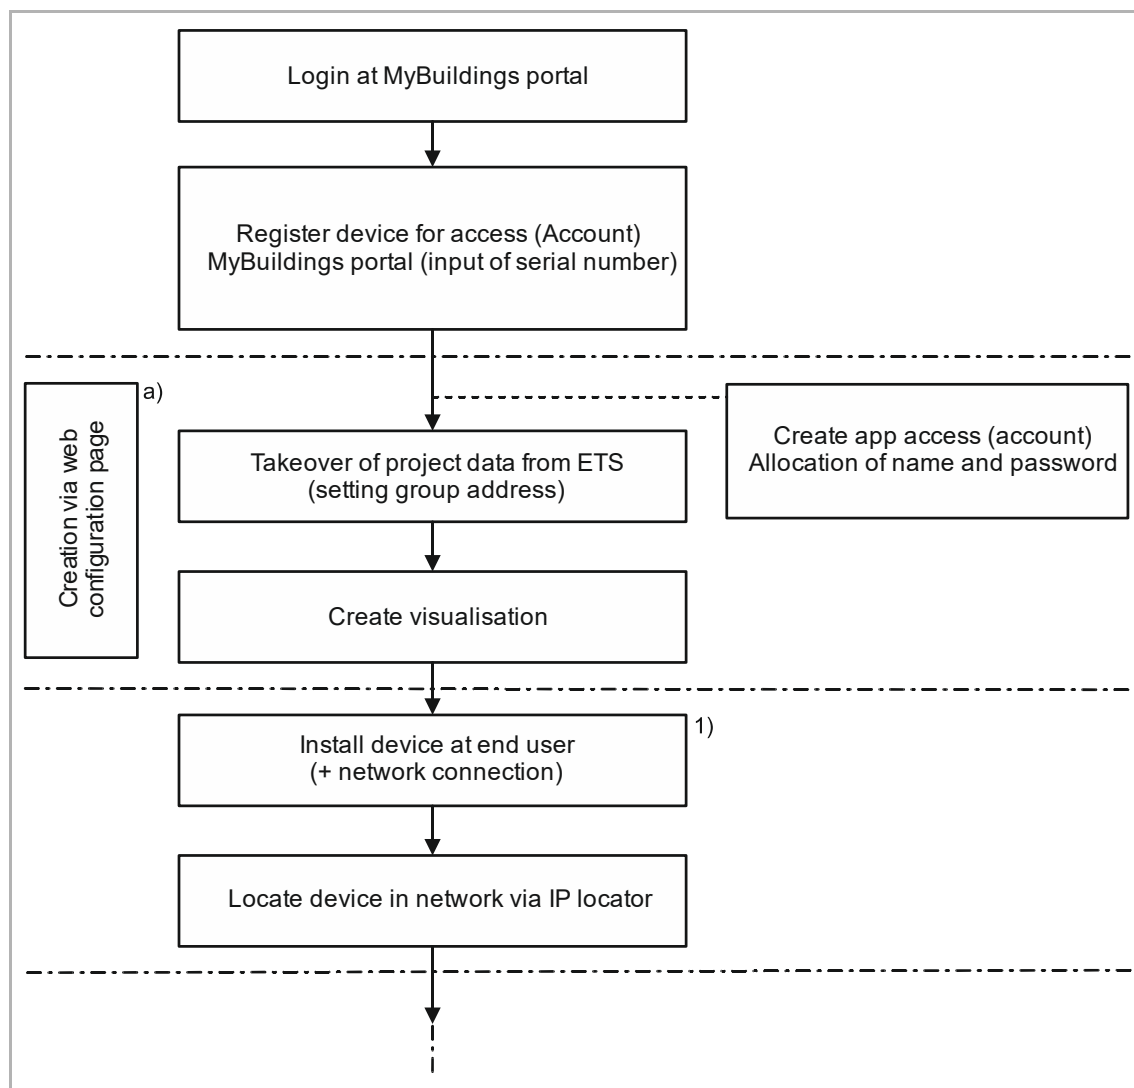 Login at MyBuildings portal
Register device for access (Account)
MyBuildings portal (input of serial number)
a)
Creation via web
configuration page
Create app access (account)
Allocation of name and password
Takeover of project data from ETS
(setting group address)
Create visualisation
1)
Install device at end user
(+ network connection)
Locate device in network via IP locator